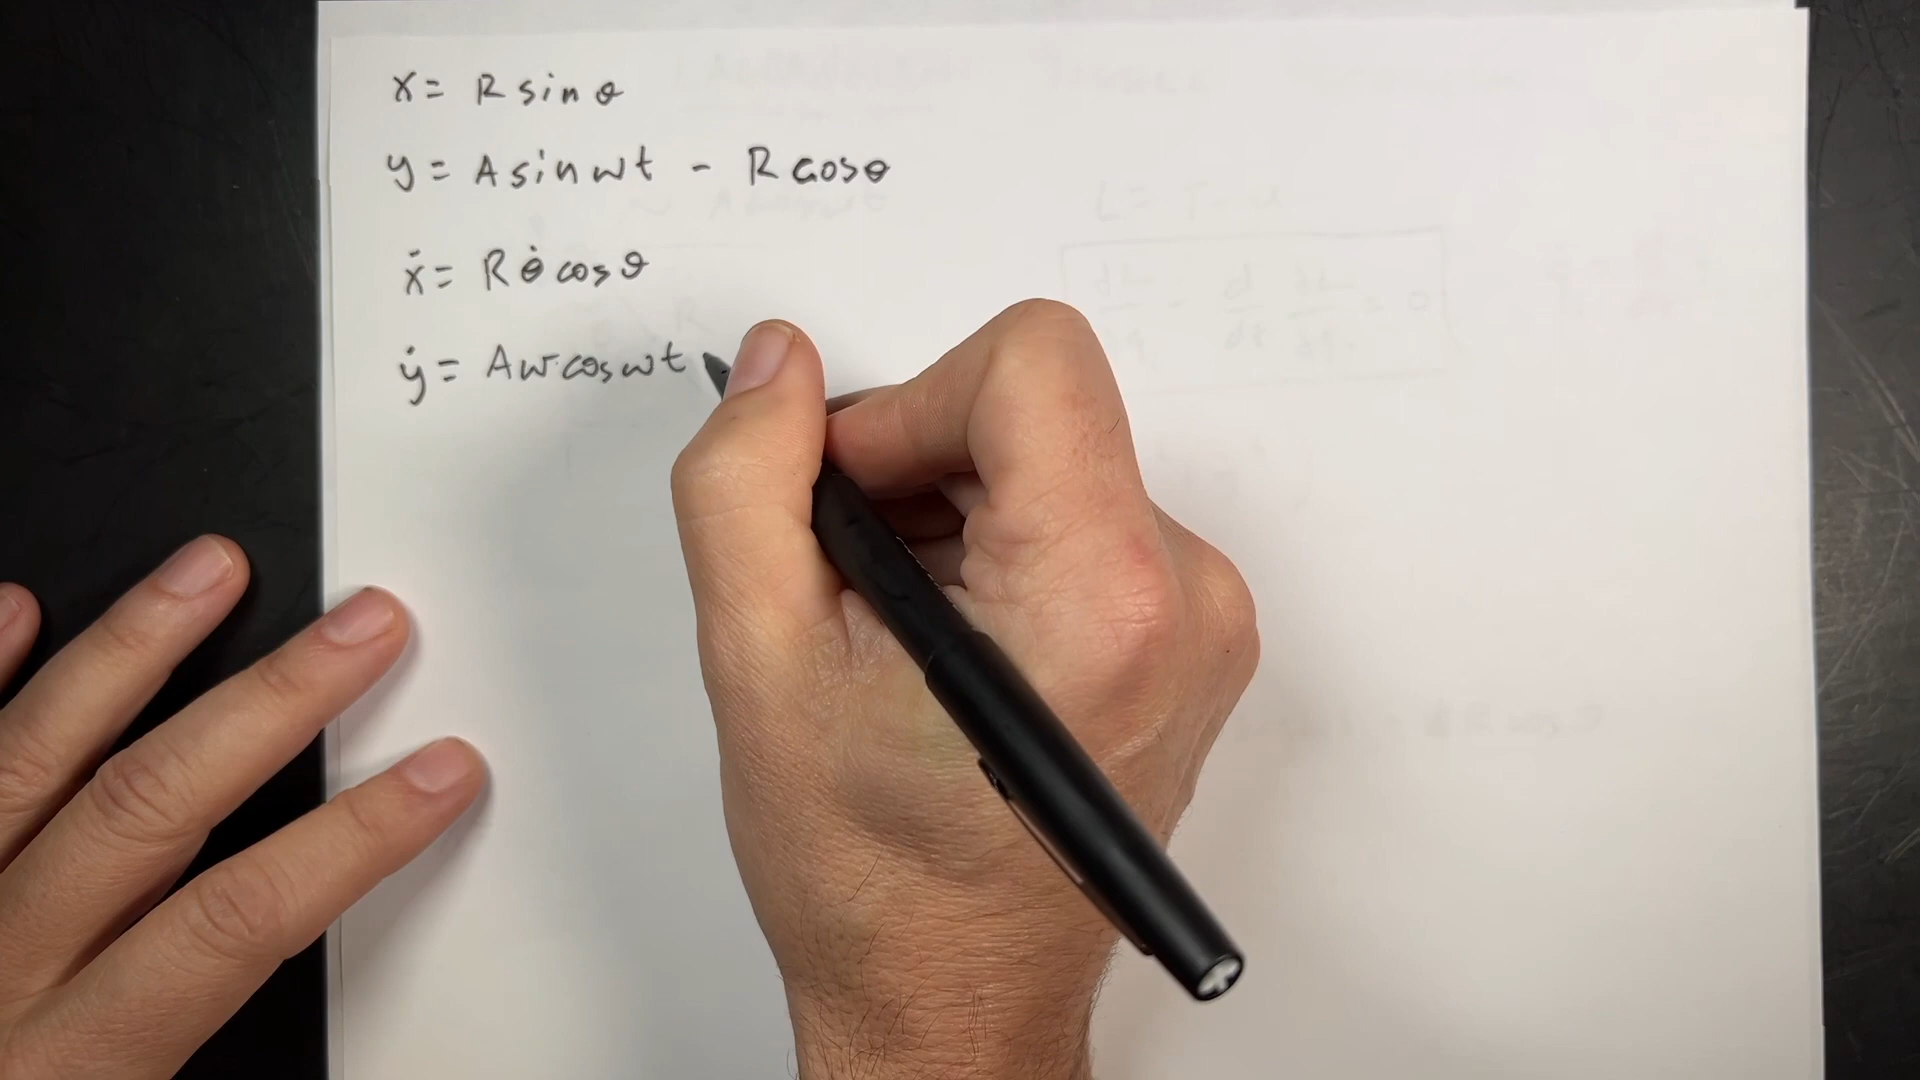 x = R sin θ
y = A sin ωt - R cos θ
ẋ = R θ̇ cos θ
ẏ = Aω cos ωt
L = T - U